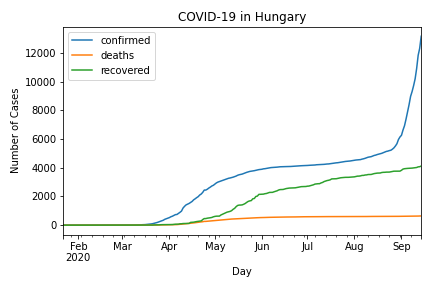 COVID-19 in Hungary
confirmed
deaths
recovered
Number of Cases
12000
10000
8000
6000
4000
2000
0
Feb Mar Apr May Jun Jul Aug Sep
2020
Day